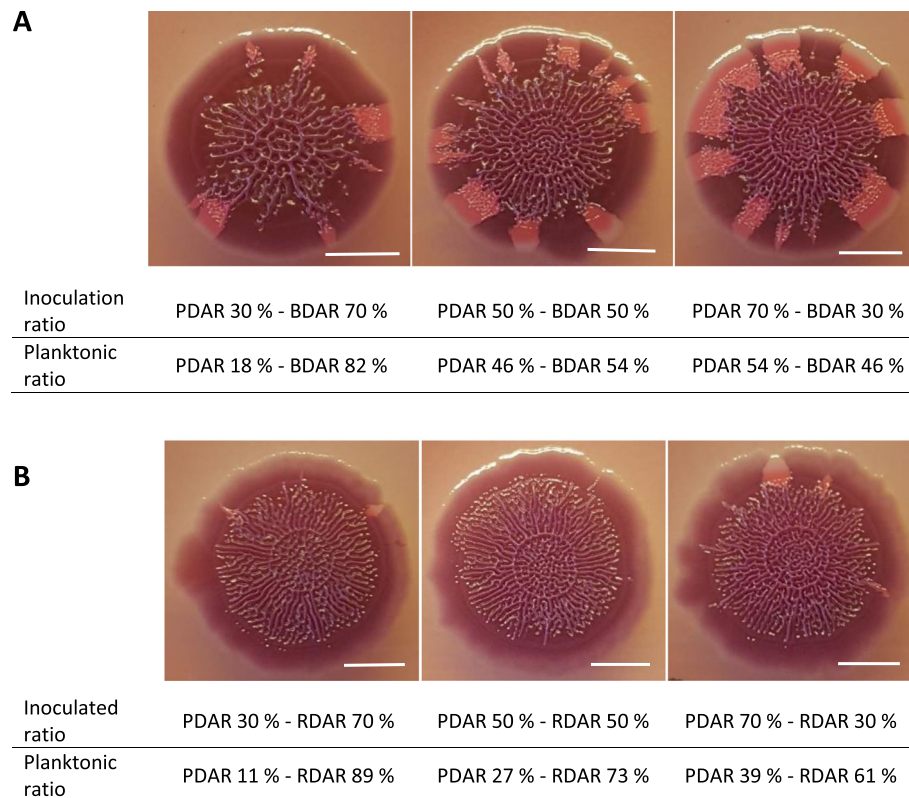 A
Inoculation
ratio
PDAR 30 % - BDAR 70 %
PDAR 50 % - BDAR 50 %
PDAR 70 % - BDAR 30 %
Planktonic
ratio
PDAR 18 % - BDAR 82 %
PDAR 46 % - BDAR 54 %
PDAR 54 % - BDAR 46 %
B
Inoculated
ratio
PDAR 30 % - RDAR 70 %
PDAR 50 % - RDAR 50 %
PDAR 70 % - RDAR 30 %
Planktonic
ratio
PDAR 11 % - RDAR 89 %
PDAR 27 % - RDAR 73 %
PDAR 39 % - RDAR 61 %